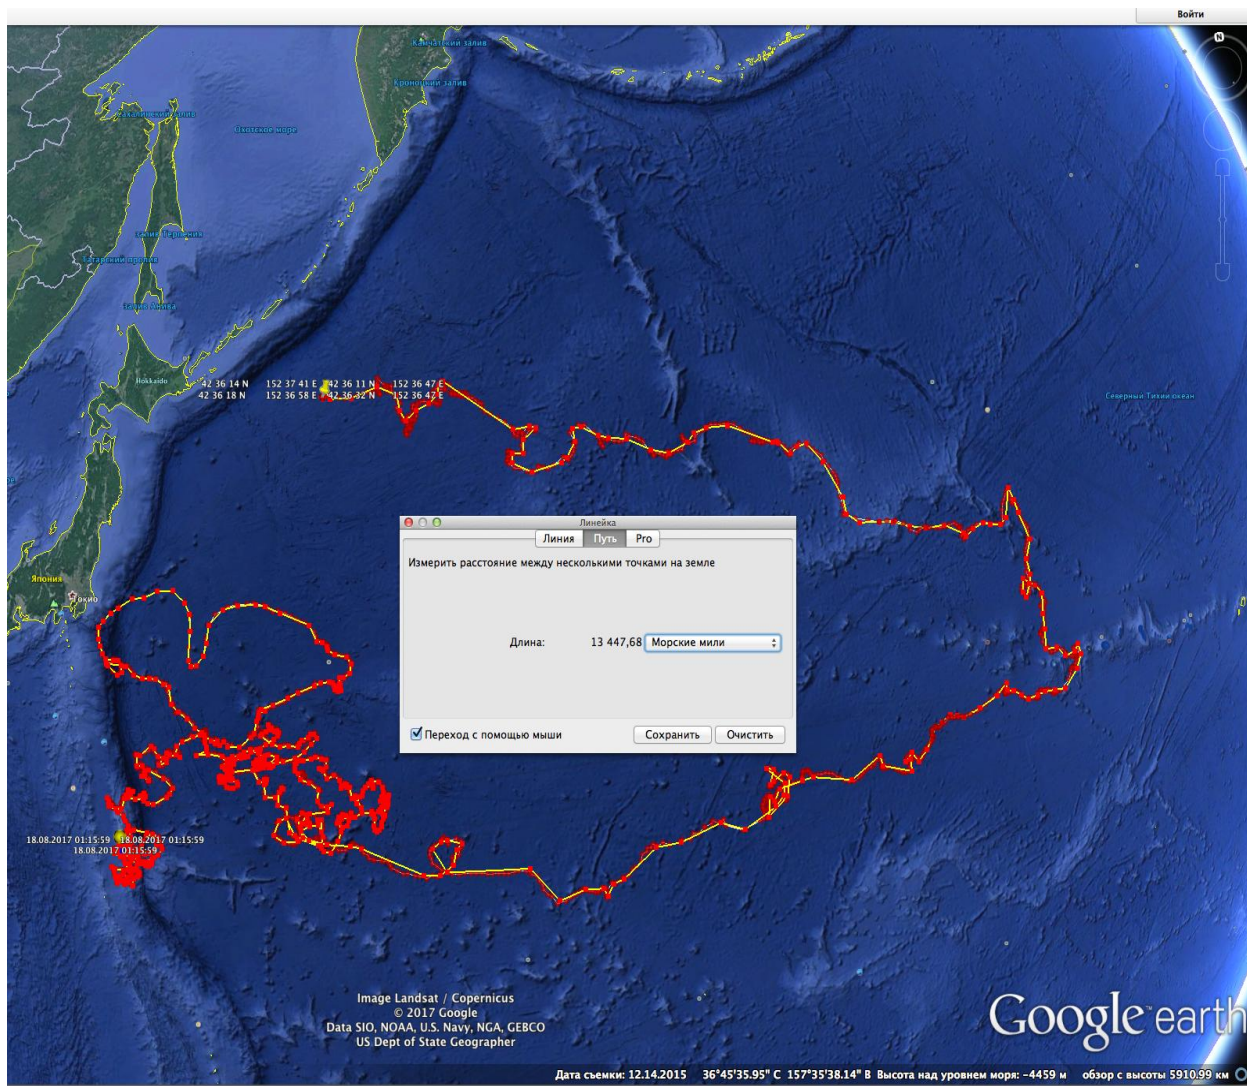 Войти
N
Камчатский залив
Кроноцкий залив
Сахалинский залив
Охотское море
залив Терпения
Татарский пролив
залив Анива
Hokkaido
42 36 14 N 152 37 41 E 42 36 11 N 152 36 47 E
42 36 18 N 152 36 58 E 42 36 32 N 152 36 42 E
Северный Тихий океан
Линейка
Линия Путь Pro
Измерить расстояние между несколькими точками на земле
Япония
Токио
Длина: 13 447,68 Морские мили
Переход с помощью мыши Сохранить Очистить
18.08.2017 01:15:59 18.08.2017 01:15:59
18.08.2017 01:15:59
Image Landsat / Copernicus
© 2017 Google
Data SIO, NOAA, U.S. Navy, NGA, GEBCO
US Dept of State Geographer
Google earth
Дата съемки: 12.14.2015 36°45'35.95" С 157°35'38.14" В Высота над уровнем моря: -4459 м обзор с высоты 5910.99 км